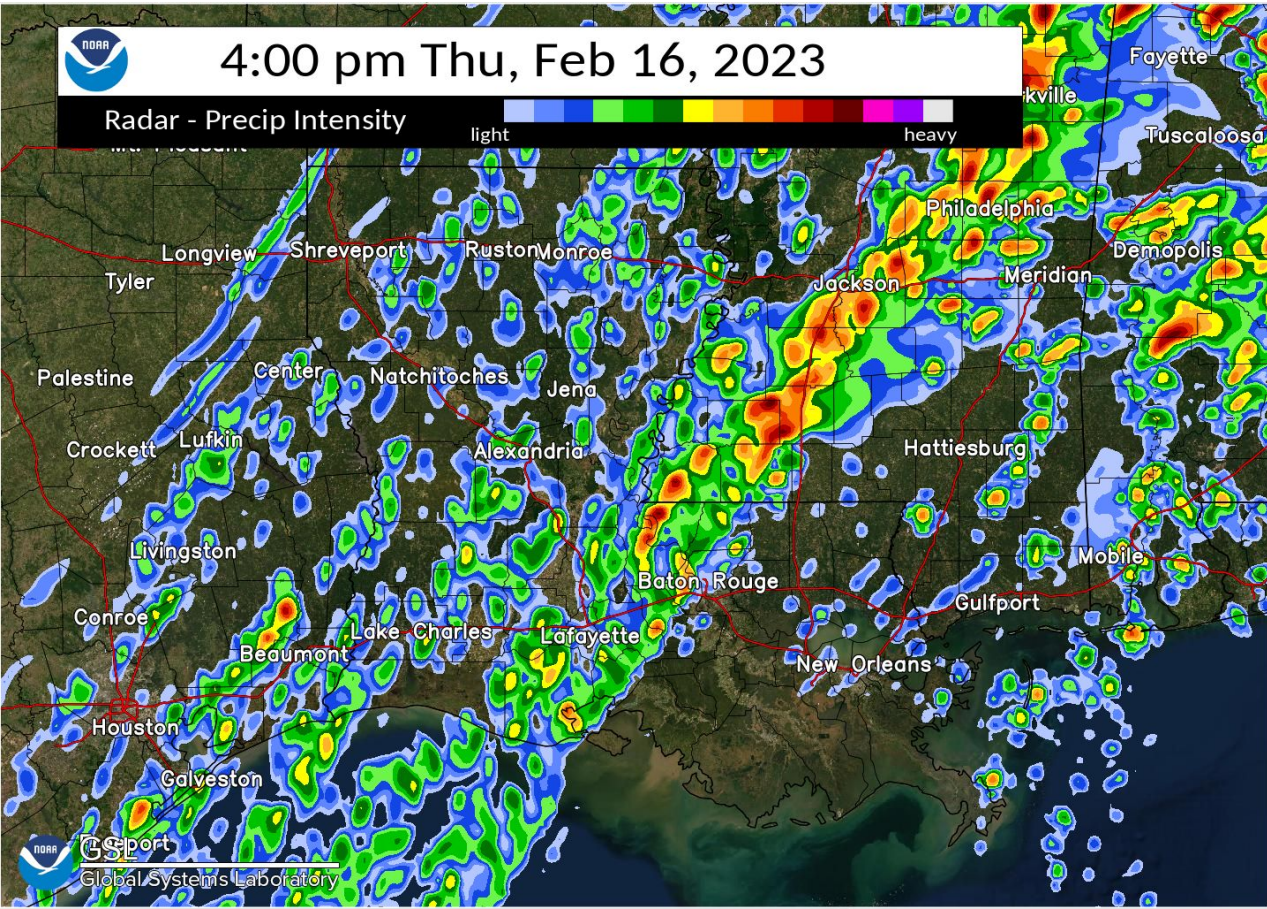 NOAA
4:00 pm Thu, Feb 16, 2023
Radar - Precip Intensity
light
heavy
Fayette
Tuscaloosa
Philadelphia
Longview
Shreveport
Ruston
Monroe
Demopolis
Tyler
Jackson
Meridian
Palestine
Center
Natchitoches
Jena
Crockett
Lufkin
Alexandria
Hattiesburg
Livingston
Mobile
Baton Rouge
Conroe
Gulfport
Lake Charles
Lafayette
Beaumont
New Orleans
Houston
Galveston
NOAA
GSL
Global Systems Laboratory